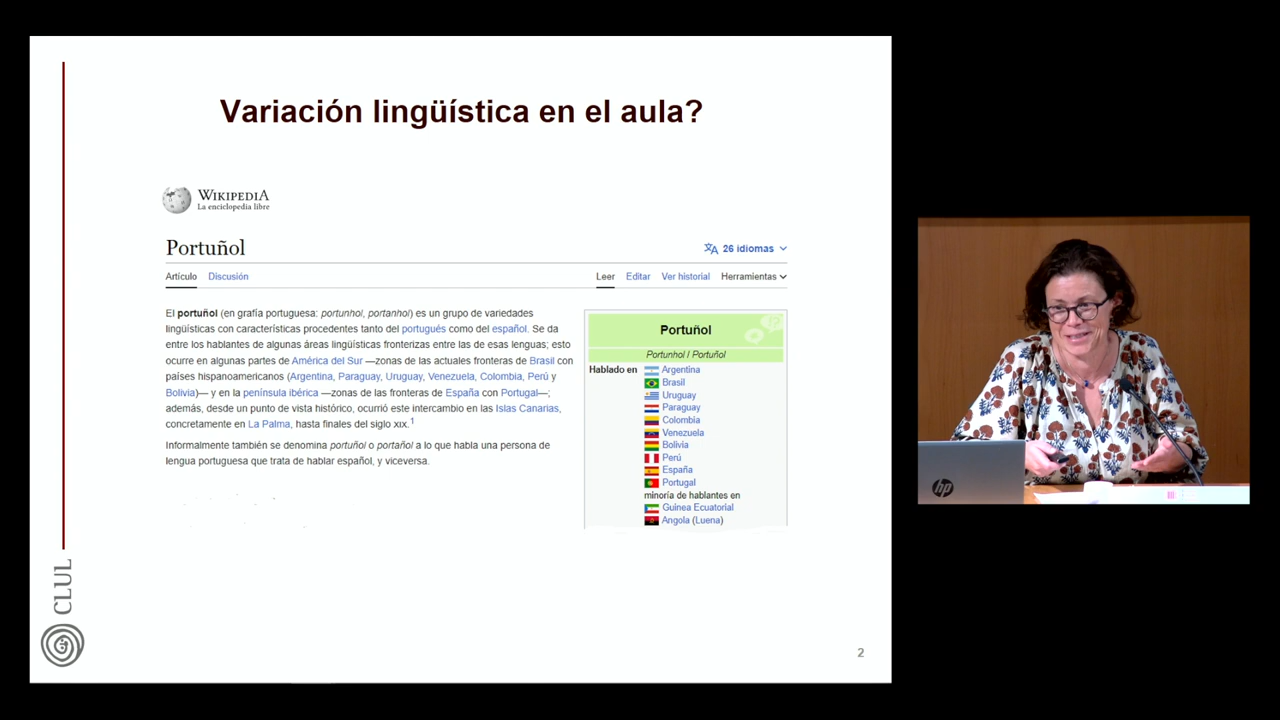 Variación lingüística en el aula?
WIKIPEDIA
La enciclopedia libre
Portuñol
26 idiomas
Artículo Discusión
Leer Editar Ver historial Herramientas
El portuñol (en grafía portuguesa: portunhol, portanhol) es un grupo de variedades
lingüísticas con características procedentes tanto del portugués como del español. Se da
entre los hablantes de algunas áreas lingüísticas fronterizas entre las de esas lenguas; esto
ocurre en algunas partes de América del Sur —zonas de las actuales fronteras de Brasil con
países hispanoamericanos (Argentina, Paraguay, Uruguay, Venezuela, Colombia, Perú y
Bolivia)— y en la península ibérica —zonas de las fronteras de España con Portugal—;
además, desde un punto de vista histórico, ocurrió este intercambio en las Islas Canarias,
concretamente en La Palma, hasta finales del siglo XIX.1
Informalmente también se denomina portuñol o portañol a lo que habla una persona de
lengua portuguesa que trata de hablar español, y viceversa.
Portuñol
Portunhol / Portuñol
Hablado en Argentina
Brasil
Uruguay
Paraguay
Colombia
Venezuela
Bolivia
Perú
España
Portugal
minoría de hablantes en
Guinea Ecuatorial
Angola (Luena)
CLUL
2
hp